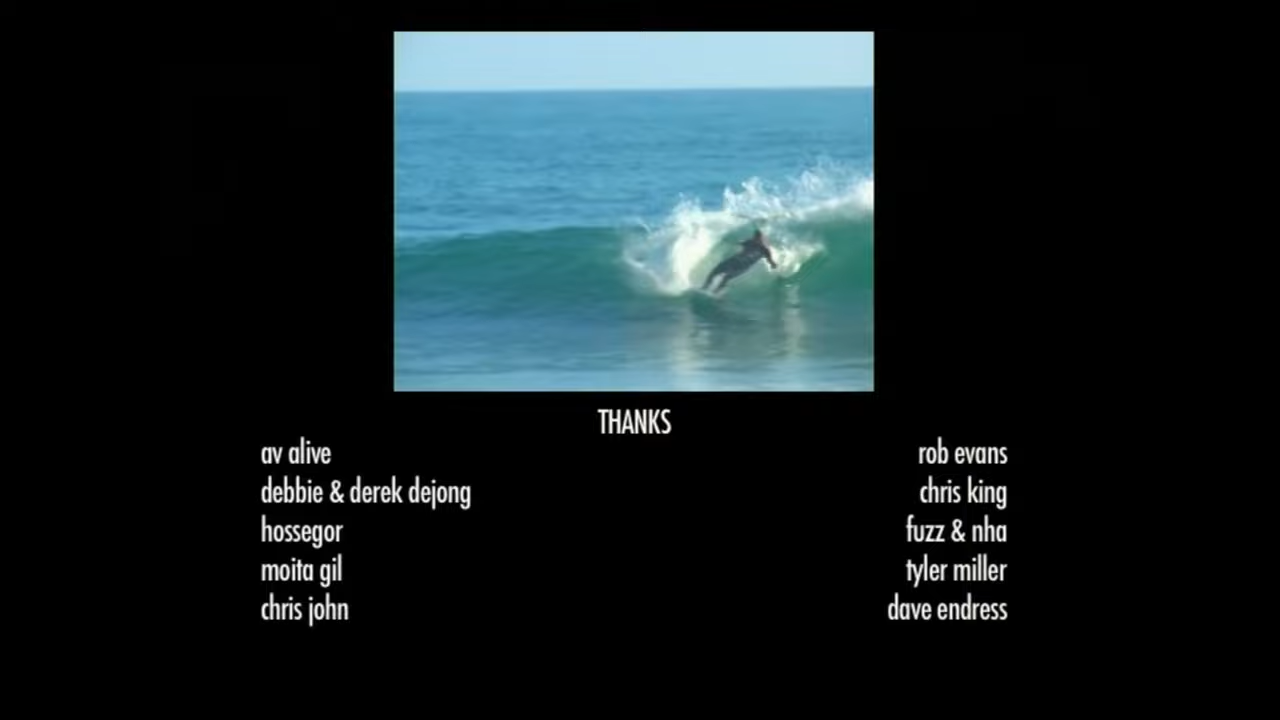 THANKS
av alive
debbie & derek dejong
hossegor
moita gil
chris john
rob evans
chris king
fuzz & nha
tyler miller
dave endress